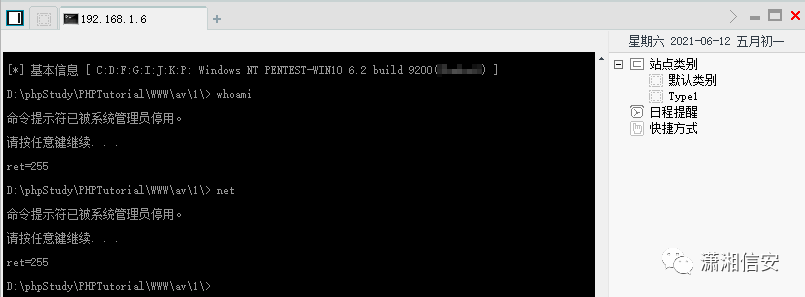 192.168.1.6
[*] 基本信息 [ C:D:F:G:I:J:K:P: Windows NT PENTEST-WIN10 6.2 build 9200( ) ]
D:\phpStudy\PHPTutorial\WWW\av\1\> whoami
命令提示符已被系统管理员停用。
请按任意键继续. . .
ret=255
D:\phpStudy\PHPTutorial\WWW\av\1\> net
命令提示符已被系统管理员停用。
请按任意键继续. . .
ret=255
D:\phpStudy\PHPTutorial\WWW\av\1\>
星期六 2021-06-12 五月初一
站点类别
默认类别
Type1
日程提醒
快捷方式
潇湘信安